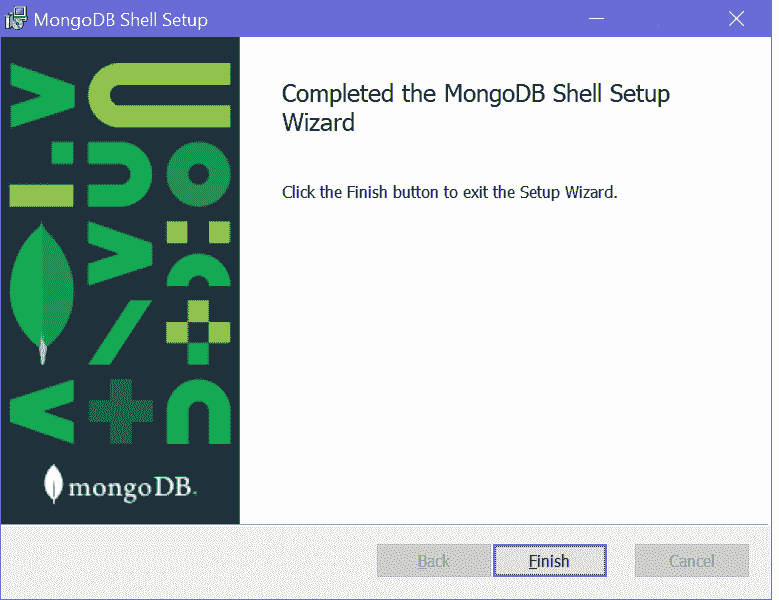 MongoDB Shell Setup
Completed the MongoDB Shell Setup
Wizard
Click the Finish button to exit the Setup Wizard.
mongoDB.
Back
Finish
Cancel